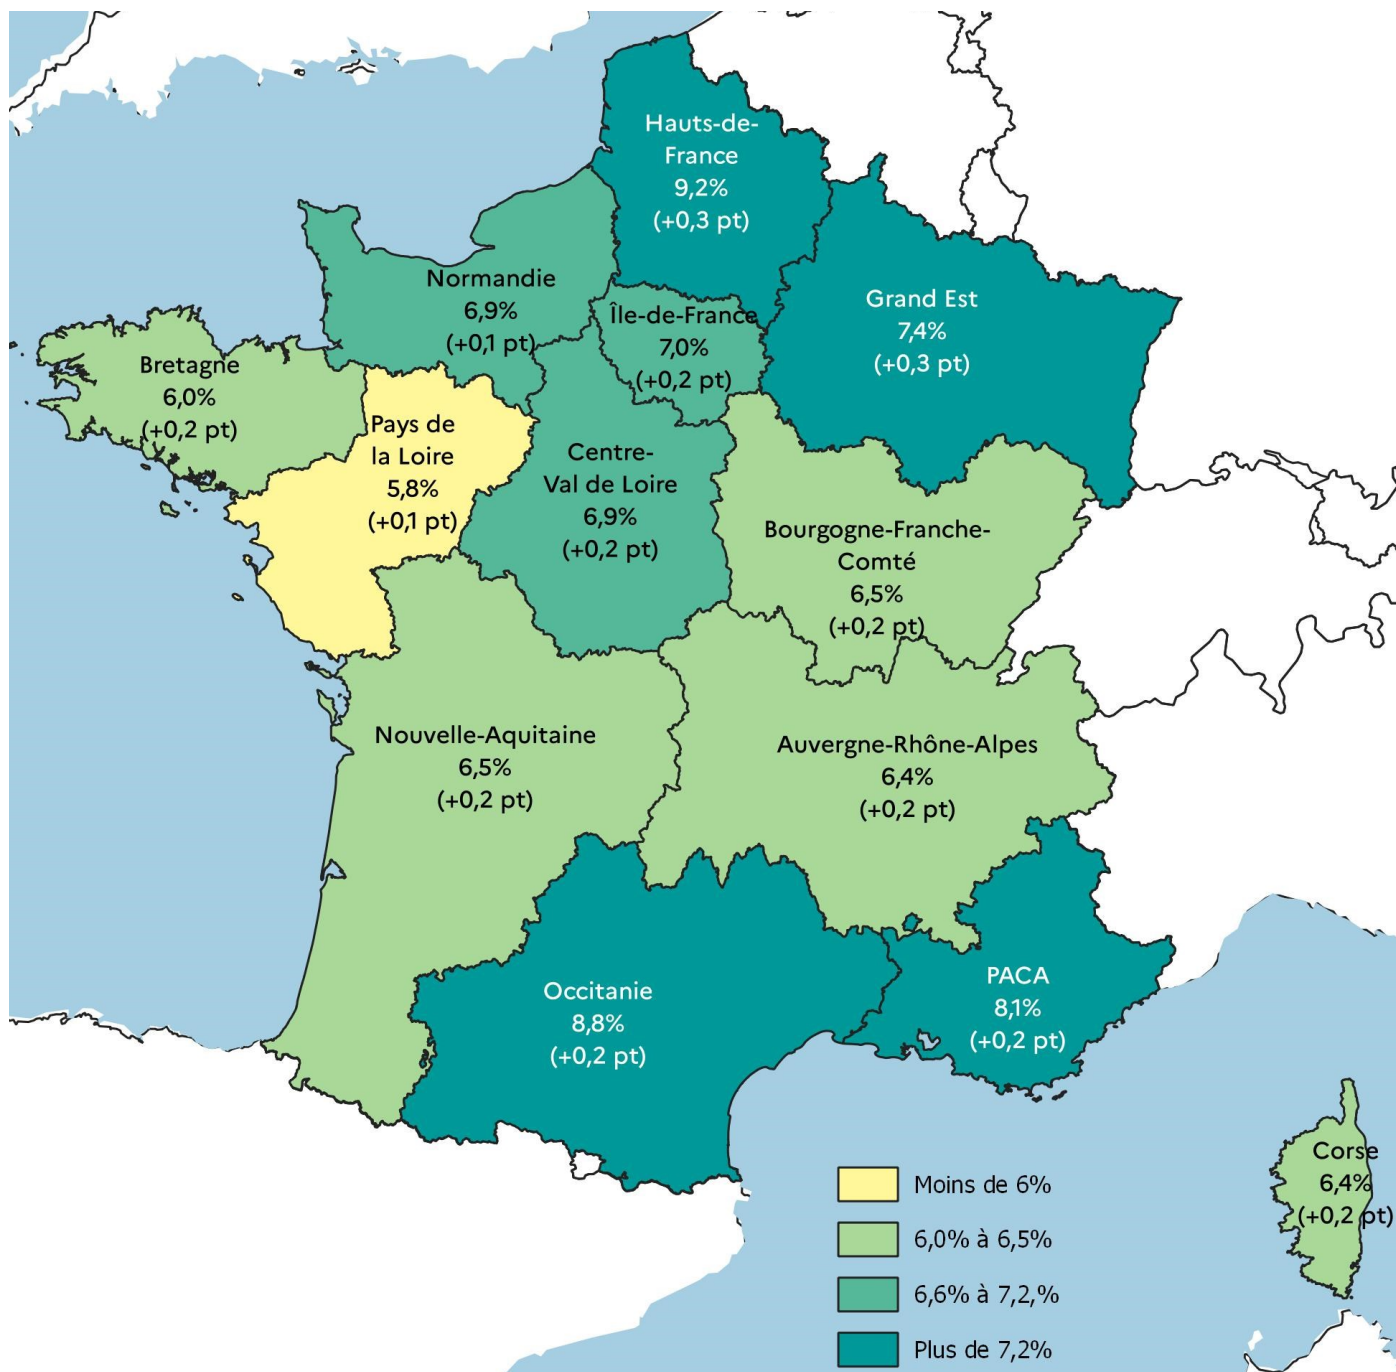 Hauts-de-
France
9,2%
(+0,3 pt)
Normandie
6,9%
(+0,1 pt)
Île-de-France
7,0%
(+0,2 pt)
Grand Est
7,4%
(+0,3 pt)
Bretagne
6,0%
(+0,2 pt)
Pays de
la Loire
5,8%
(+0,1 pt)
Centre-
Val de Loire
6,9%
(+0,2 pt)
Bourgogne-Franche-
Comté
6,5%
(+0,2 pt)
Nouvelle-Aquitaine
6,5%
(+0,2 pt)
Auvergne-Rhône-Alpes
6,4%
(+0,2 pt)
Occitanie
8,8%
(+0,2 pt)
PACA
8,1%
(+0,2 pt)
Corse
6,4%
(+0,2 pt)
Moins de 6%
6,0% à 6,5%
6,6% à 7,2,%
Plus de 7,2%